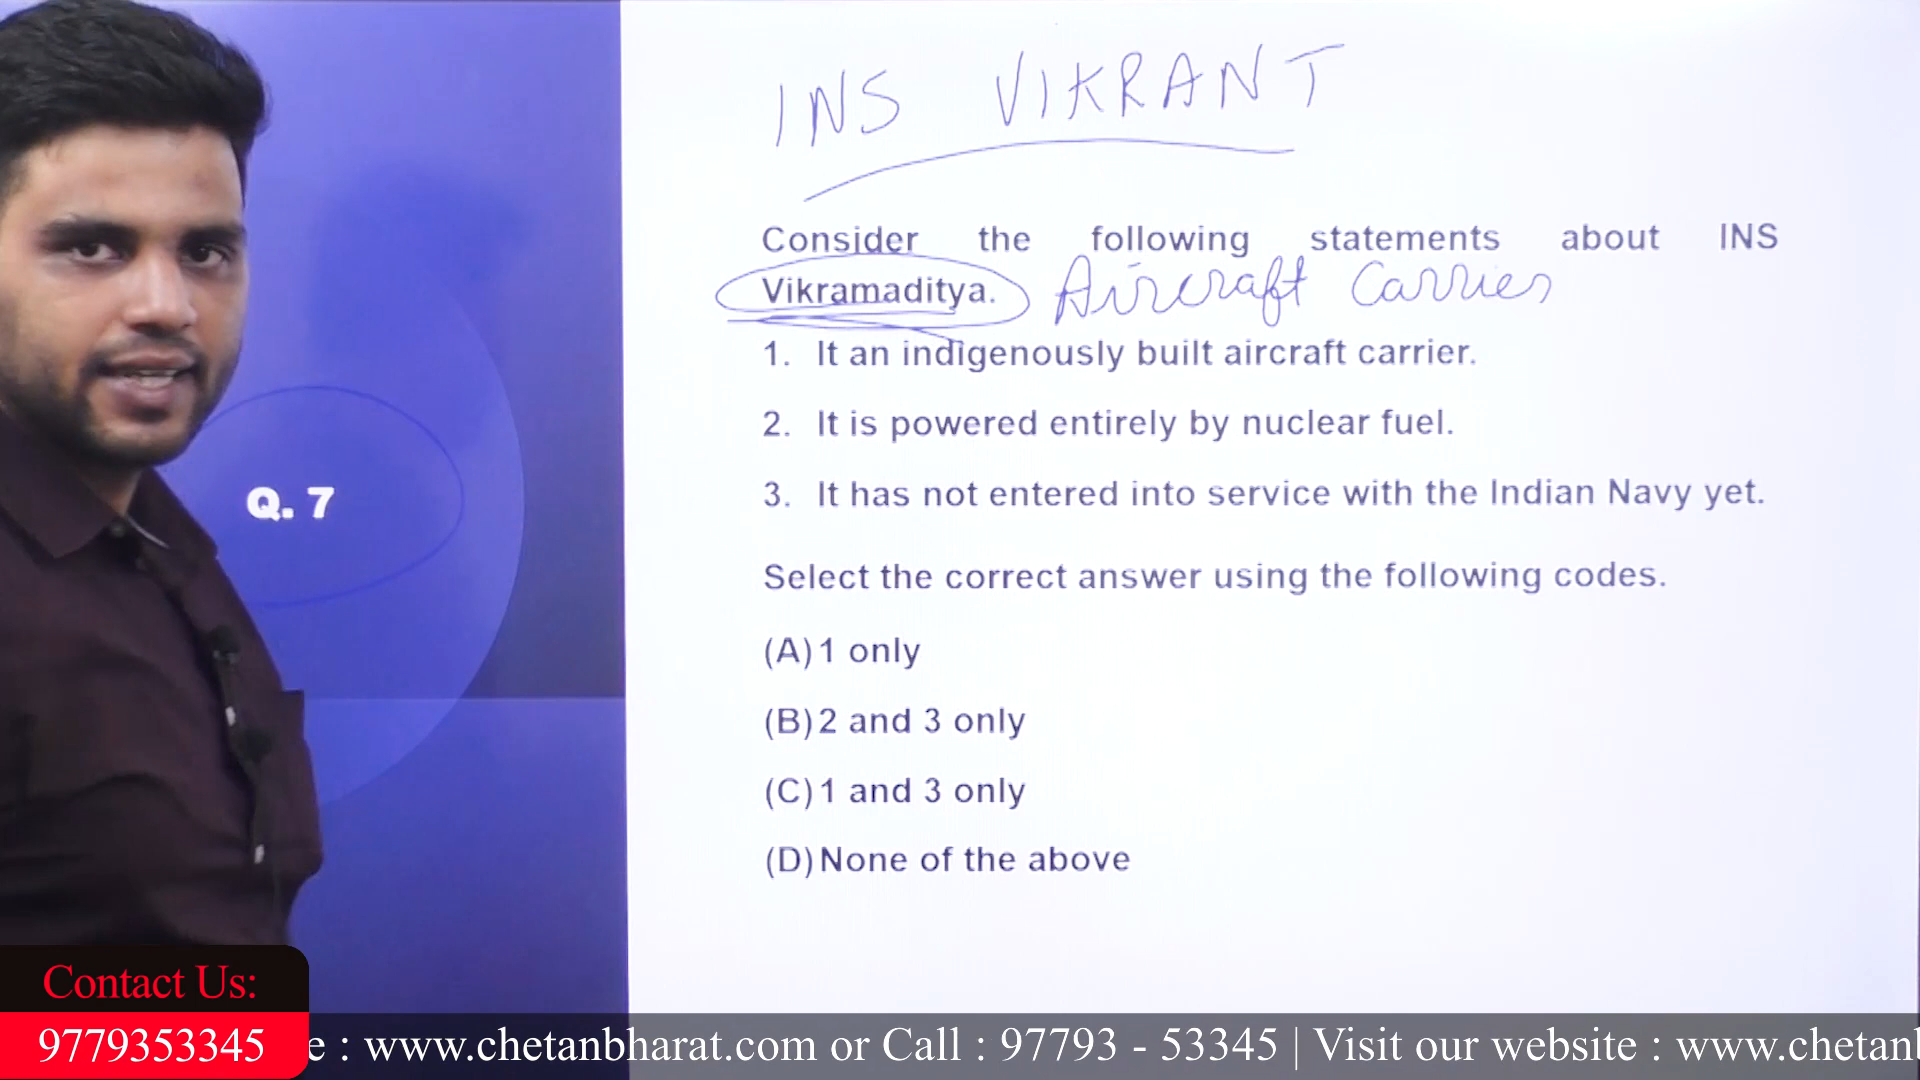 INS VIKRANT
Consider the following statements about INS
Vikramaditya. Aircraft Carrier
1. It an indigenously built aircraft carrier.
2. It is powered entirely by nuclear fuel.
3. It has not entered into service with the Indian Navy yet.
Select the correct answer using the following codes.
(A) 1 only
(B) 2 and 3 only
(C) 1 and 3 only
(D) None of the above
Q. 7
Contact Us:
9779353345
e : www.chetanbharat.com or Call : 97793 - 53345 | Visit our website : www.chetanb